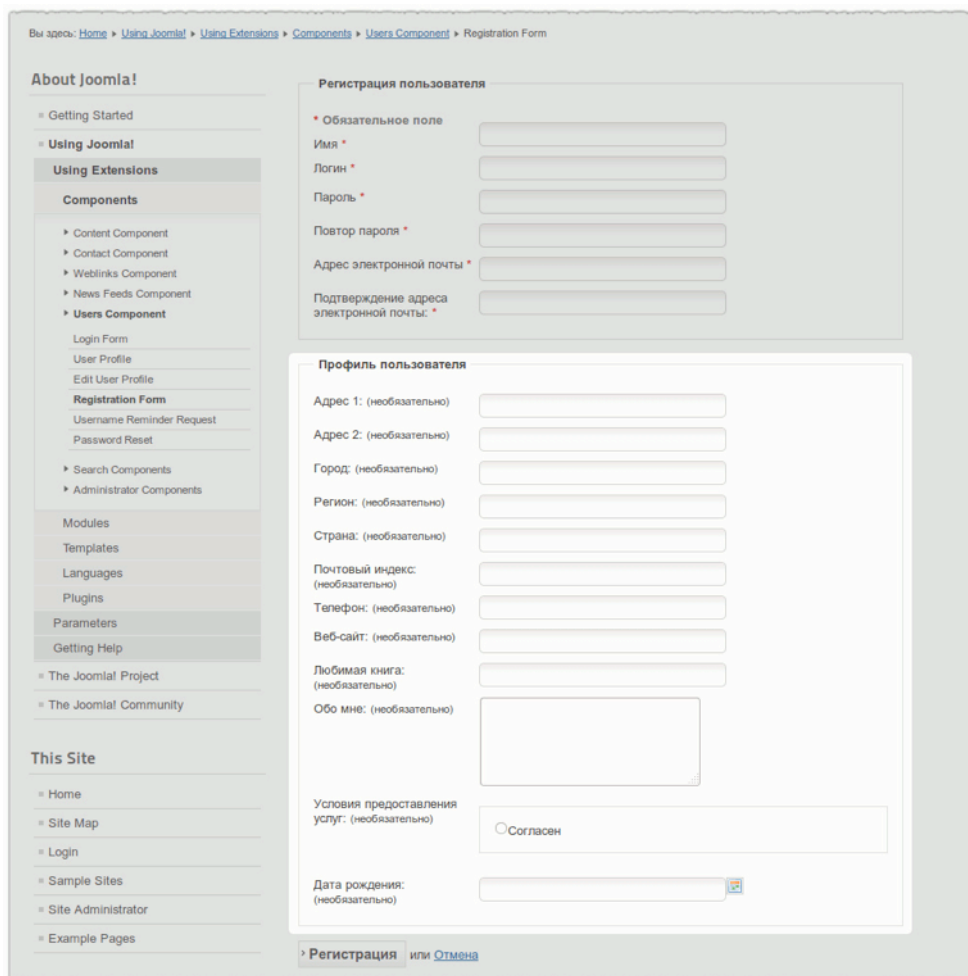 Вы здесь: Home ▸ Using Joomla! ▸ Using Extensions ▸ Components ▸ Users Component ▸ Registration Form
About Joomla!
Getting Started
Using Joomla!
Using Extensions
Components
Content Component
Contact Component
Weblinks Component
News Feeds Component
Users Component
Login Form
User Profile
Edit User Profile
Registration Form
Username Reminder Request
Password Reset
Search Components
Administrator Components
Modules
Templates
Languages
Plugins
Parameters
Getting Help
The Joomla! Project
The Joomla! Community
This Site
Home
Site Map
Login
Sample Sites
Site Administrator
Example Pages
Регистрация пользователя
* Обязательное поле
Имя *
Логин *
Пароль *
Повтор пароля *
Адрес электронной почты *
Подтверждение адреса
электронной почты: *
Профиль пользователя
Адрес 1: (необязательно)
Адрес 2: (необязательно)
Город: (необязательно)
Регион: (необязательно)
Страна: (необязательно)
Почтовый индекс:
(необязательно)
Телефон: (необязательно)
Веб-сайт: (необязательно)
Любимая книга:
(необязательно)
Обо мне: (необязательно)
Условия предоставления
услуг: (необязательно)
Согласен
Дата рождения:
(необязательно)
Регистрация или Отмена